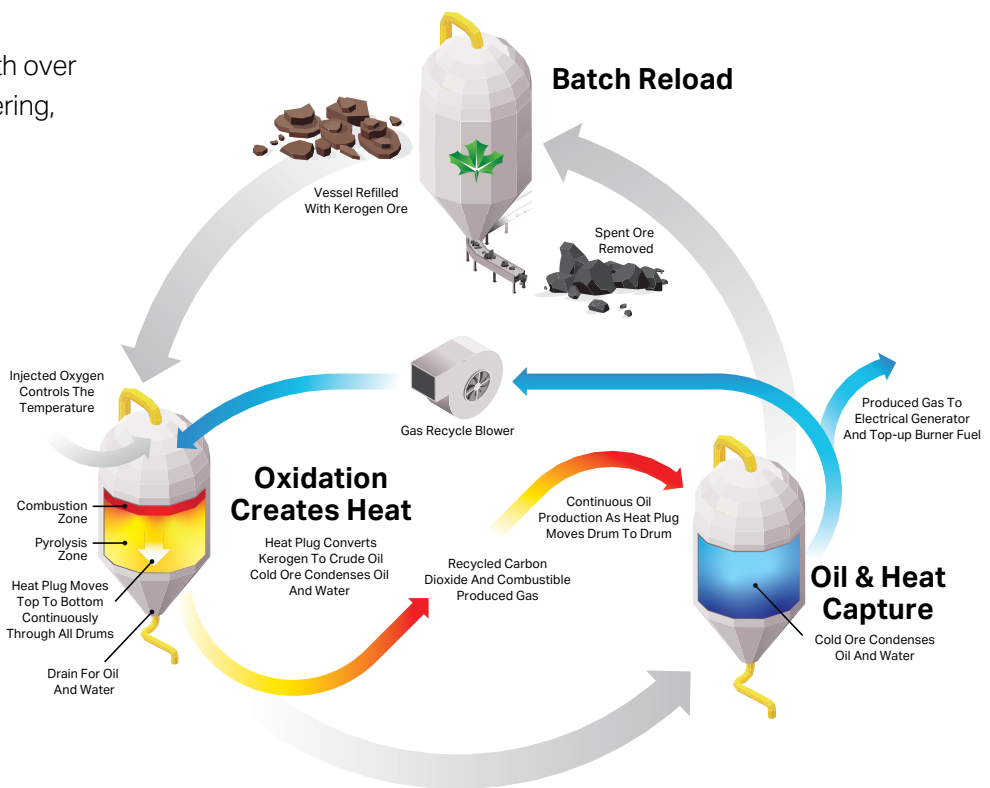 th over
ering,
Batch Reload
Vessel Refilled
With Kerogen Ore
Spent Ore
Removed
Injected Oxygen
Controls The
Temperature
Gas Recycle Blower
Produced Gas To
Electrical Generator
And Top-up Burner Fuel
Combustion
Zone
Pyrolysis
Zone
Heat Plug Moves
Top To Bottom
Continuously
Through All Drums
Drain For Oil
And Water
Oxidation
Creates Heat
Heat Plug Converts
Kerogen To Crude Oil
Cold Ore Condenses Oil
And Water
Recycled Carbon
Dioxide And Combustible
Produced Gas
Continuous Oil
Production As Heat Plug
Moves Drum To Drum
Oil & Heat
Capture
Cold Ore Condenses
Oil And Water